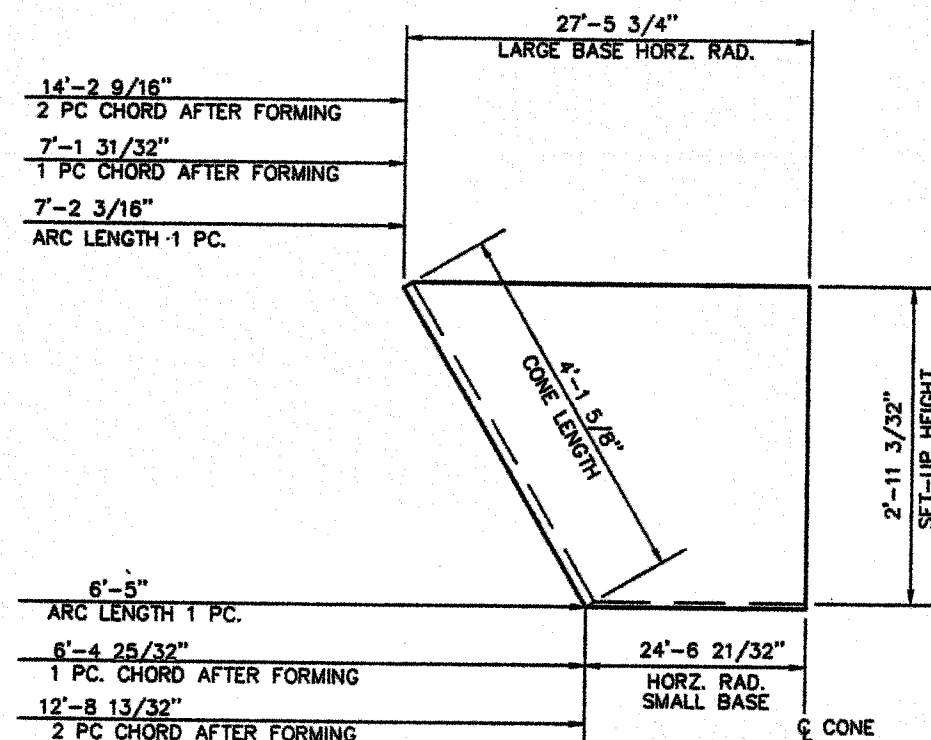 27'-5 3/4"
LARGE BASE HORZ. RAD.
14'-2 9/16"
2 PC CHORD AFTER FORMING
7'-1 31/32"
1 PC CHORD AFTER FORMING
7'-2 3/16"
ARC LENGTH 1 PC.
4'-1 5/8"
CONE LENGTH
2'-11 3/32"
SET-UP HEIGHT
6'-5"
ARC LENGTH 1 PC.
6'-4 25/32"
1 PC. CHORD AFTER FORMING
12'-8 13/32"
2 PC CHORD AFTER FORMING
24'-6 21/32"
HORZ. RAD.
SMALL BASE
℄ CONE